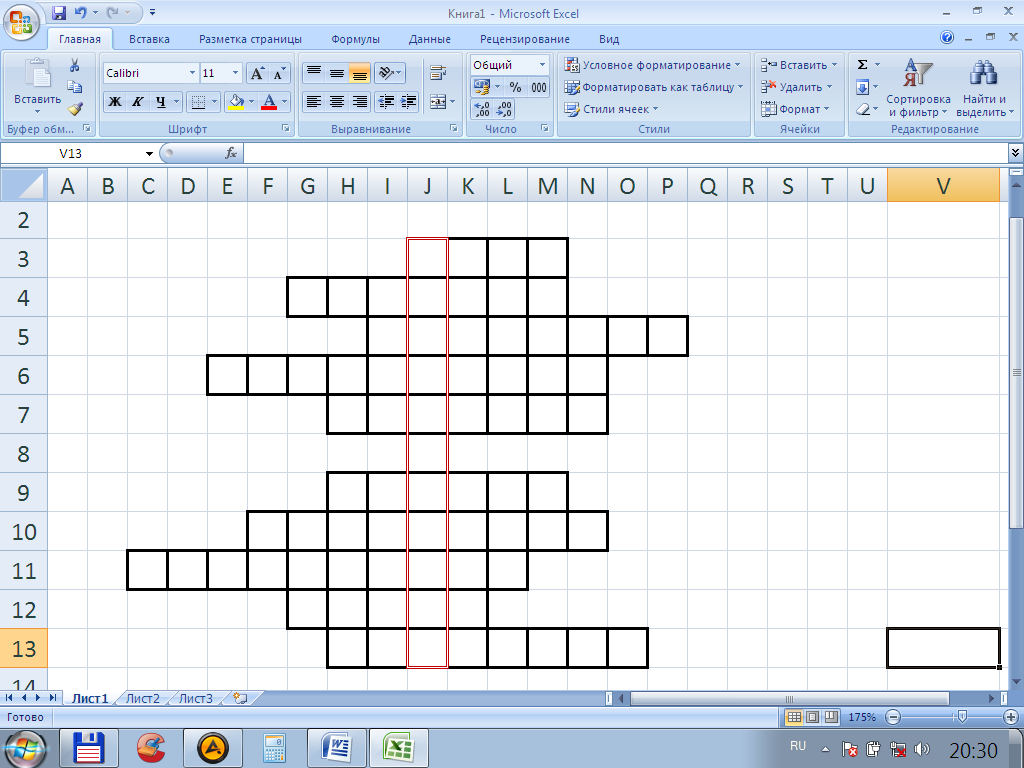 Книга1 - Microsoft Excel
Главная Вставка Разметка страницы Формулы Данные Рецензирование Вид
Вставить
Буфер обм...
Calibri 11
Ж К Ч
Шрифт
Выравнивание
Общий
% 000
Число
Условное форматирование
Форматировать как таблицу
Стили ячеек
Стили
Вставить
Удалить
Формат
Ячейки
Σ
Сортировка и фильтр
Найти и выделить
Редактирование
V13 fx
A B C D E F G H I J K L M N O P Q R S T U V
2
3
4
5
6
7
8
9
10
11
12
13
14
Лист1 Лист2 Лист3
Готово 175%
RU 20:30